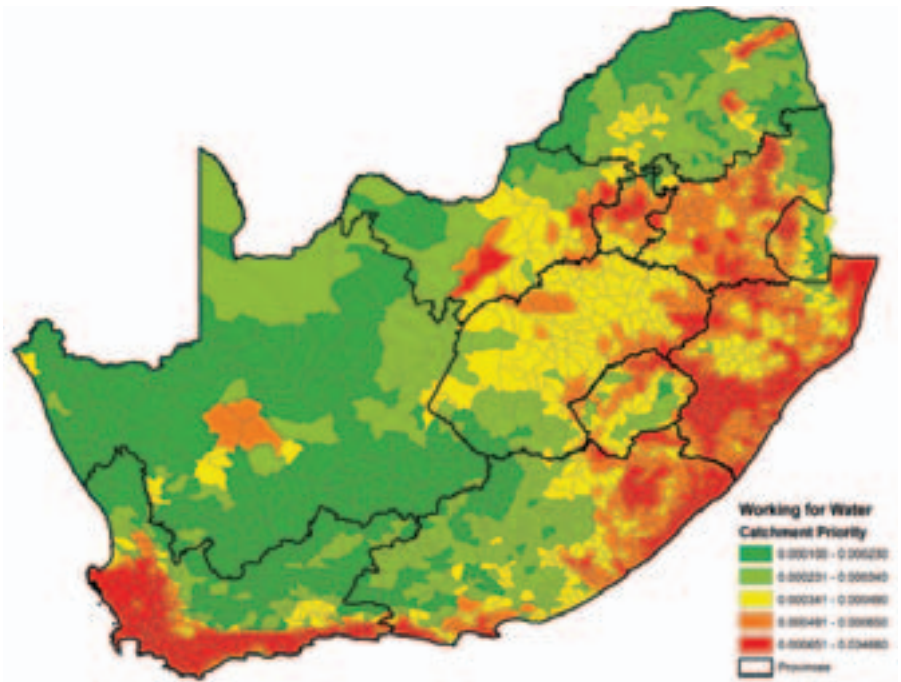 Working for Water
Catchment Priority
0.000100 - 0.000230
0.000231 - 0.000340
0.000341 - 0.000490
0.000491 - 0.000650
0.000651 - 0.034660
Provinces